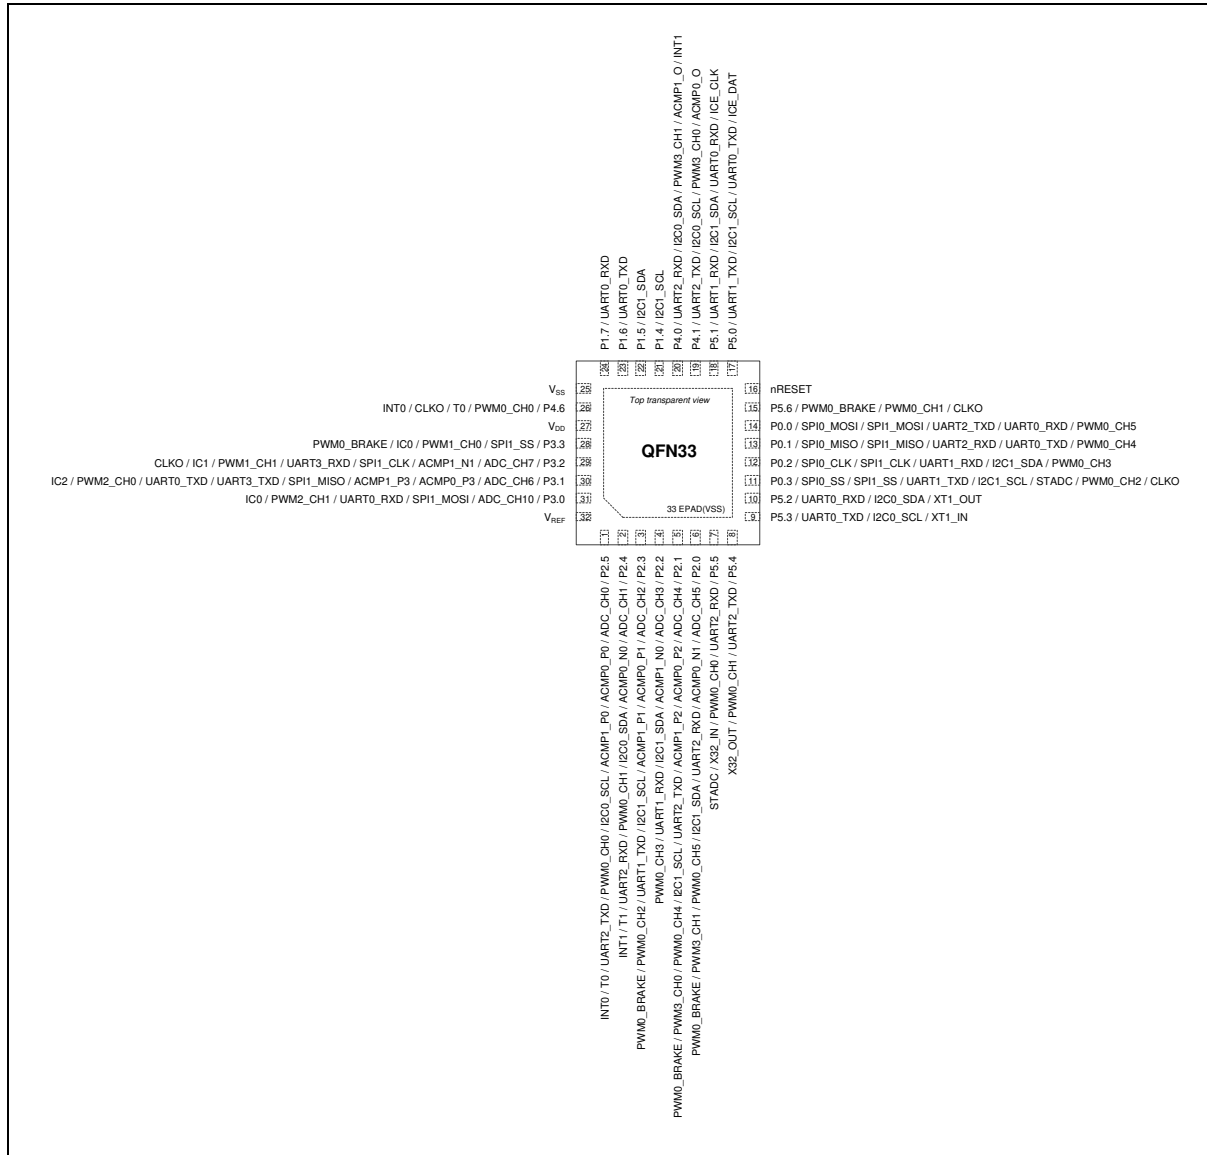 P1.7 / UART0_RXD
P1.6 / UART0_TXD
P1.5 / I2C1_SDA
P1.4 / I2C1_SCL
P4.0 / UART2_RXD / I2C0_SDA / PWM3_CH1 / ACMP1_O / INT1
P4.1 / UART2_TXD / I2C0_SCL / PWM3_CH0 / ACMP0_O
P5.1 / UART1_RXD / I2C1_SDA / UART0_RXD / ICE_CLK
P5.0 / UART1_TXD / I2C1_SCL / UART0_TXD / ICE_DAT
24 23 22 21 20 19 18 17
VSS 25
INT0 / CLKO / T0 / PWM0_CH0 / P4.6 26
VDD 27
PWM0_BRAKE / IC0 / PWM1_CH0 / SPI1_SS / P3.3 28
CLKO / IC1 / PWM1_CH1 / UART3_RXD / SPI1_CLK / ACMP1_N1 / ADC_CH7 / P3.2 29
IC2 / PWM2_CH0 / UART0_TXD / UART3_TXD / SPI1_MISO / ACMP1_P3 / ACMP0_P3 / ADC_CH6 / P3.1 30
IC0 / PWM2_CH1 / UART0_RXD / SPI1_MOSI / ADC_CH10 / P3.0 31
VREF 32
Top transparent view
QFN33
33 EPAD(VSS)
16 nRESET
15 P5.6 / PWM0_BRAKE / PWM0_CH1 / CLKO
14 P0.0 / SPI0_MOSI / SPI1_MOSI / UART2_TXD / UART0_RXD / PWM0_CH5
13 P0.1 / SPI0_MISO / SPI1_MISO / UART2_RXD / UART0_TXD / PWM0_CH4
12 P0.2 / SPI0_CLK / SPI1_CLK / UART1_RXD / I2C1_SDA / PWM0_CH3
11 P0.3 / SPI0_SS / SPI1_SS / UART1_TXD / I2C1_SCL / STADC / PWM0_CH2 / CLKO
10 P5.2 / UART0_RXD / I2C0_SDA / XT1_OUT
9 P5.3 / UART0_TXD / I2C0_SCL / XT1_IN
1 2 3 4 5 6 7 8
INT0 / T0 / UART2_TXD / PWM0_CH0 / I2C0_SCL / ACMP1_P0 / ACMP0_P0 / ADC_CH0 / P2.5
INT1 / T1 / UART2_RXD / PWM0_CH1 / I2C0_SDA / ACMP0_N0 / ADC_CH1 / P2.4
PWM0_BRAKE / PWM0_CH2 / UART1_TXD / I2C1_SCL / ACMP1_P1 / ACMP0_P1 / ADC_CH2 / P2.3
PWM0_CH3 / UART1_RXD / I2C1_SDA / ACMP1_N0 / ADC_CH3 / P2.2
PWM0_BRAKE / PWM3_CH0 / PWM0_CH4 / I2C1_SCL / UART2_TXD / ACMP1_P2 / ACMP0_P2 / ADC_CH4 / P2.1
PWM0_BRAKE / PWM3_CH1 / PWM0_CH5 / I2C1_SDA / UART2_RXD / ACMP0_N1 / ADC_CH5 / P2.0
STADC / X32_IN / PWM0_CH0 / UART2_RXD / P5.5
X32_OUT / PWM0_CH1 / UART2_TXD / P5.4